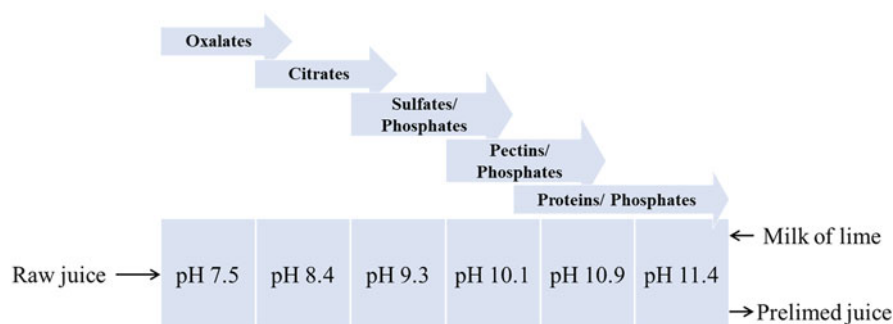 Oxalates
Citrates
Sulfates/
Phosphates
Pectins/
Phosphates
Proteins/ Phosphates
Milk of lime
Raw juice
pH 7.5
pH 8.4
pH 9.3
pH 10.1
pH 10.9
pH 11.4
Prelimed juice